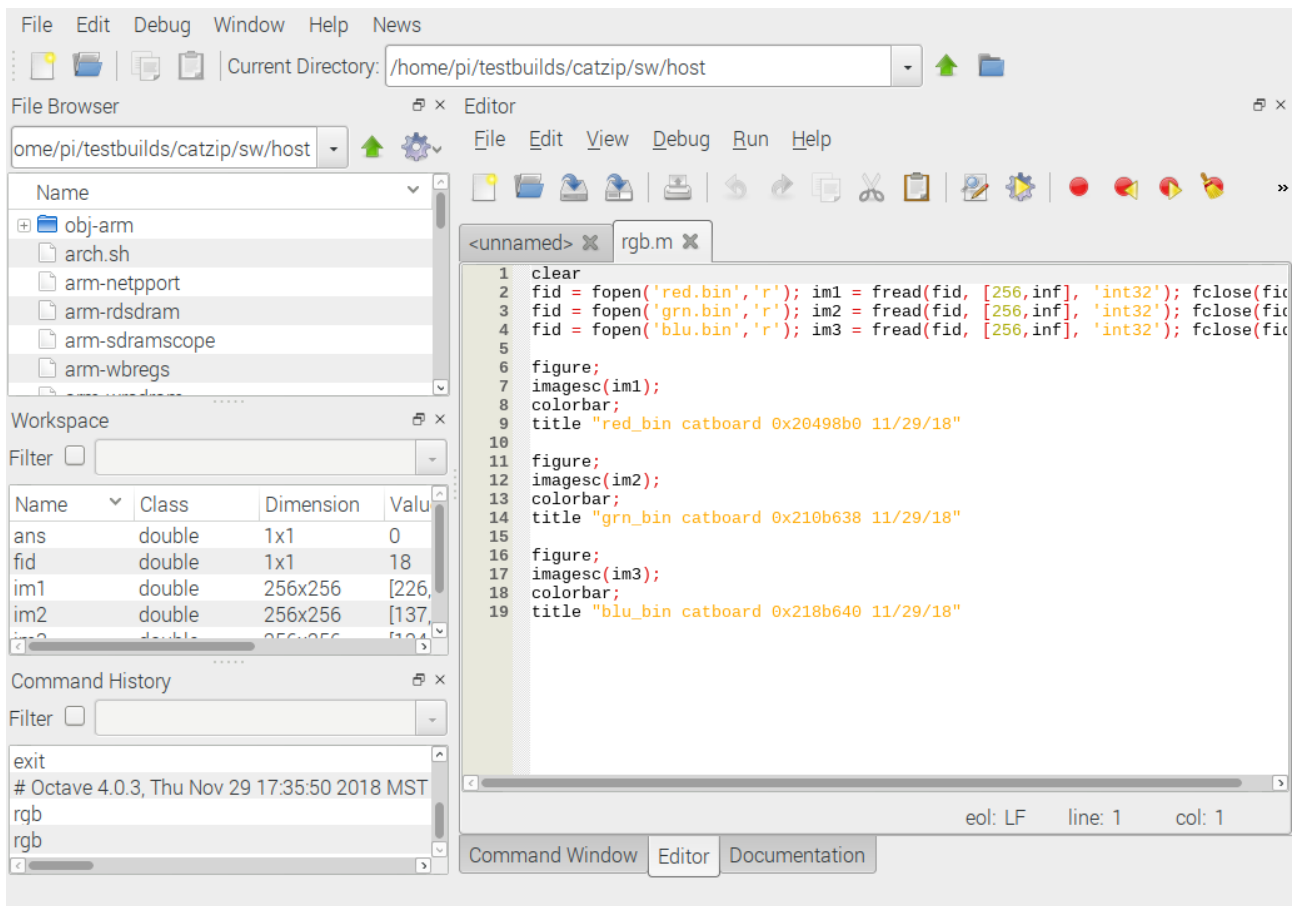 File Edit Debug Window Help News
Current Directory: /home/pi/testbuilds/catzip/sw/host
File Browser
ome/pi/testbuilds/catzip/sw/host
Name
obj-arm
arch.sh
arm-netpport
arm-rdsdram
arm-sdramscope
arm-wbregs
Workspace
Filter
Name Class Dimension Valu
ans double 1x1 0
fid double 1x1 18
im1 double 256x256 [226,
im2 double 256x256 [137,
Command History
Filter
exit
# Octave 4.0.3, Thu Nov 29 17:35:50 2018 MST
rgb
rgb
Editor
File Edit View Debug Run Help
»
<unnamed> rgb.m
1 clear
2 fid = fopen('red.bin','r'); im1 = fread(fid, [256,inf], 'int32'); fclose(fid
3 fid = fopen('grn.bin','r'); im2 = fread(fid, [256,inf], 'int32'); fclose(fid
4 fid = fopen('blu.bin','r'); im3 = fread(fid, [256,inf], 'int32'); fclose(fid
5
6 figure;
7 imagesc(im1);
8 colorbar;
9 title "red_bin catboard 0x20498b0 11/29/18"
10
11 figure;
12 imagesc(im2);
13 colorbar;
14 title "grn_bin catboard 0x210b638 11/29/18"
15
16 figure;
17 imagesc(im3);
18 colorbar;
19 title "blu_bin catboard 0x218b640 11/29/18"
eol: LF line: 1 col: 1
Command Window Editor Documentation